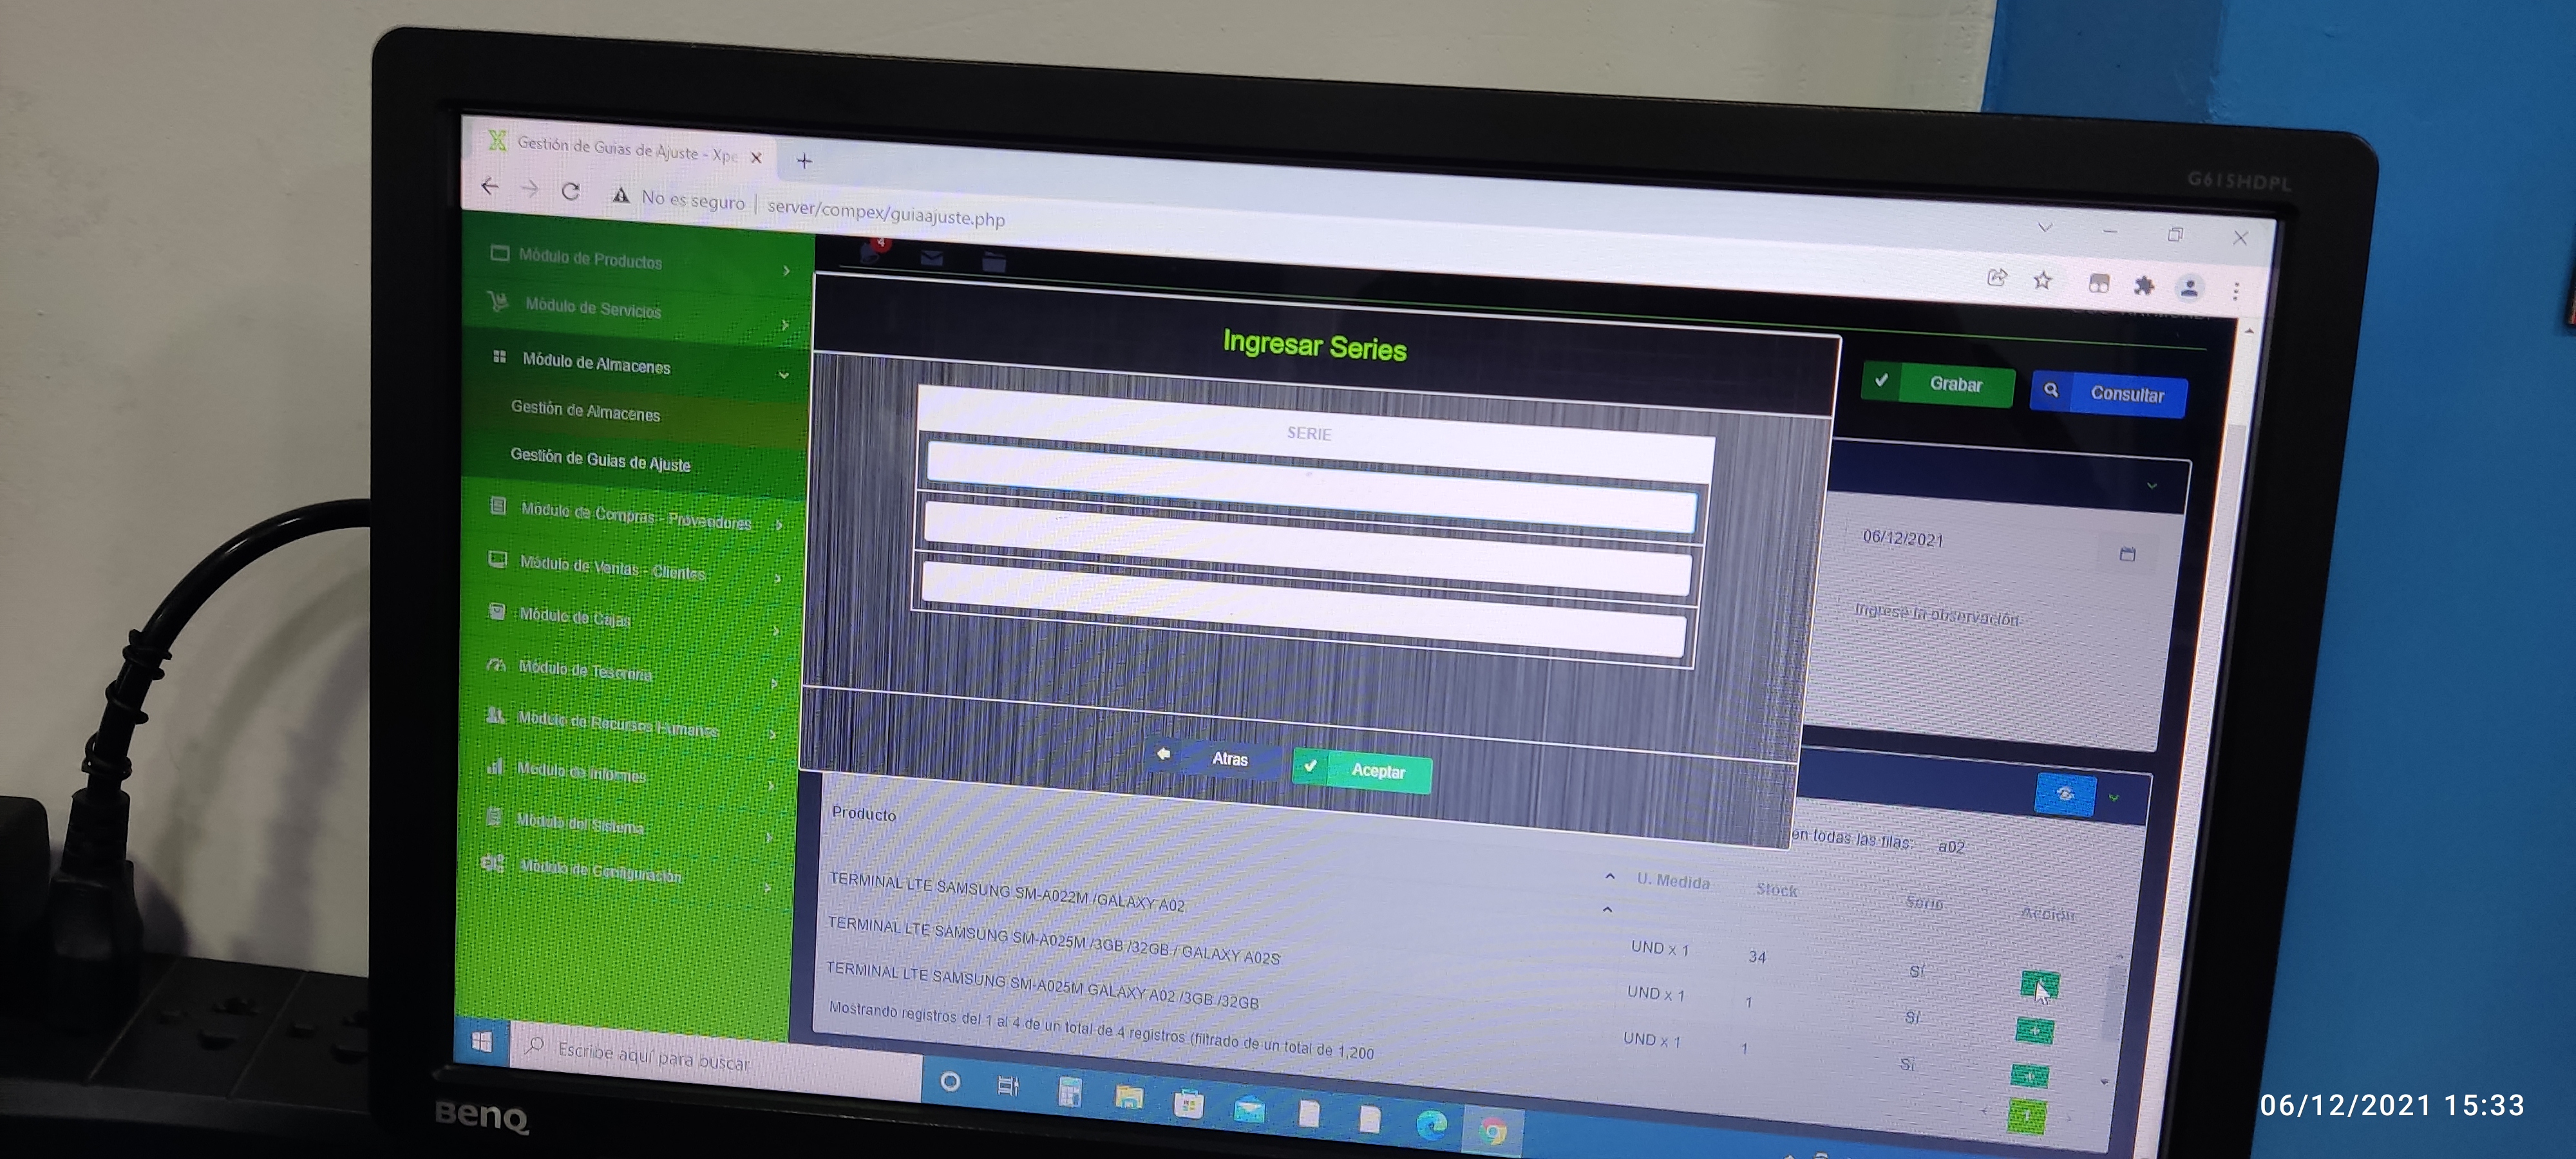 G615HDPL
Gestión de Guias de Ajuste - Xpe
No es seguro | server/compex/guiaajuste.php
Módulo de Productos
Módulo de Servicios
Módulo de Almacenes
Gestión de Almacenes
Gestión de Guias de Ajuste
Módulo de Compras - Proveedores
Módulo de Ventas - Clientes
Módulo de Cajas
Módulo de Tesoreria
Módulo de Recursos Humanos
Modulo de Informes
Módulo del Sistema
Módulo de Configuración
4
Ingresar Series
SERIE
Atras
Aceptar
Grabar
Consultar
06/12/2021
Ingrese la observación
en todas las filas: a02
Producto
U. Medida Stock Serie Acción
TERMINAL LTE SAMSUNG SM-A022M /GALAXY A02
UND x 1 34 Sí
TERMINAL LTE SAMSUNG SM-A025M /3GB /32GB / GALAXY A02S
UND x 1 1 Sí
TERMINAL LTE SAMSUNG SM-A025M GALAXY A02 /3GB /32GB
UND x 1 1 Sí
Mostrando registros del 1 al 4 de un total de 4 registros (filtrado de un total de 1,200
1
Escribe aquí para buscar
BenQ
06/12/2021 15:33